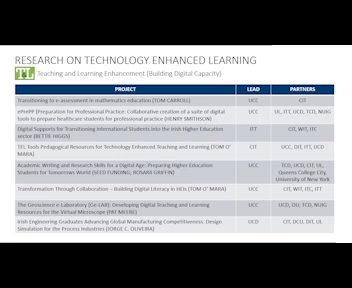 RESEARCH ON TECHNOLOGY ENHANCED LEARNING
TL Teaching and Learning Enhancement (Building Digital Capacity)
PROJECT LEAD PARTNERS
Transitioning to e-assessment in mathematics education (TOM CARROLL) UCC CIT
ePrePP (Preparation for Professional Practice: Collaborative creation of a suite of digital UCC UL, ITT, UCD, TCD, NUIG
tools to prepare healthcare students for professional practice (HENRY SMITHSON)
Digital Supports for Transitioning International Students into the Irish Higher Education ITT CIT, WIT, ITC
sector (BETTIE HIGGS)
TEL Tools-Pedagogical Resources for Technology Enhanced Teaching and Learning (TOM O' CIT UCC, DIT, ITT, UCD
MARA)
Academic Writing and Research Skills for a Digital Age: Preparing Higher Education UCC TCD, UCD, CIT, UL,
Students for Tomorrows World (SEED FUNDING, GRIFFIN) Queens College City,
University of New York
Transformation Through Collaboration – Building Digital Literacy in HEIs (TOM O' MARA) UCC CIT, WIT, ITC, ITT
The Geoscience e-Laboratory (Ge-LAB): Developing Digital Teaching and Learning UCC UCD, OU, TCD, NUIG
Resources for the Virtual Microscope (PAT MEERE)
Irish Engineering Graduates Advancing Global Manufacturing Competitiveness: Design UCD CIT, DCU, DIT, UL
Simulation for the Process Industries (JORGE C. OLIVEIRA)